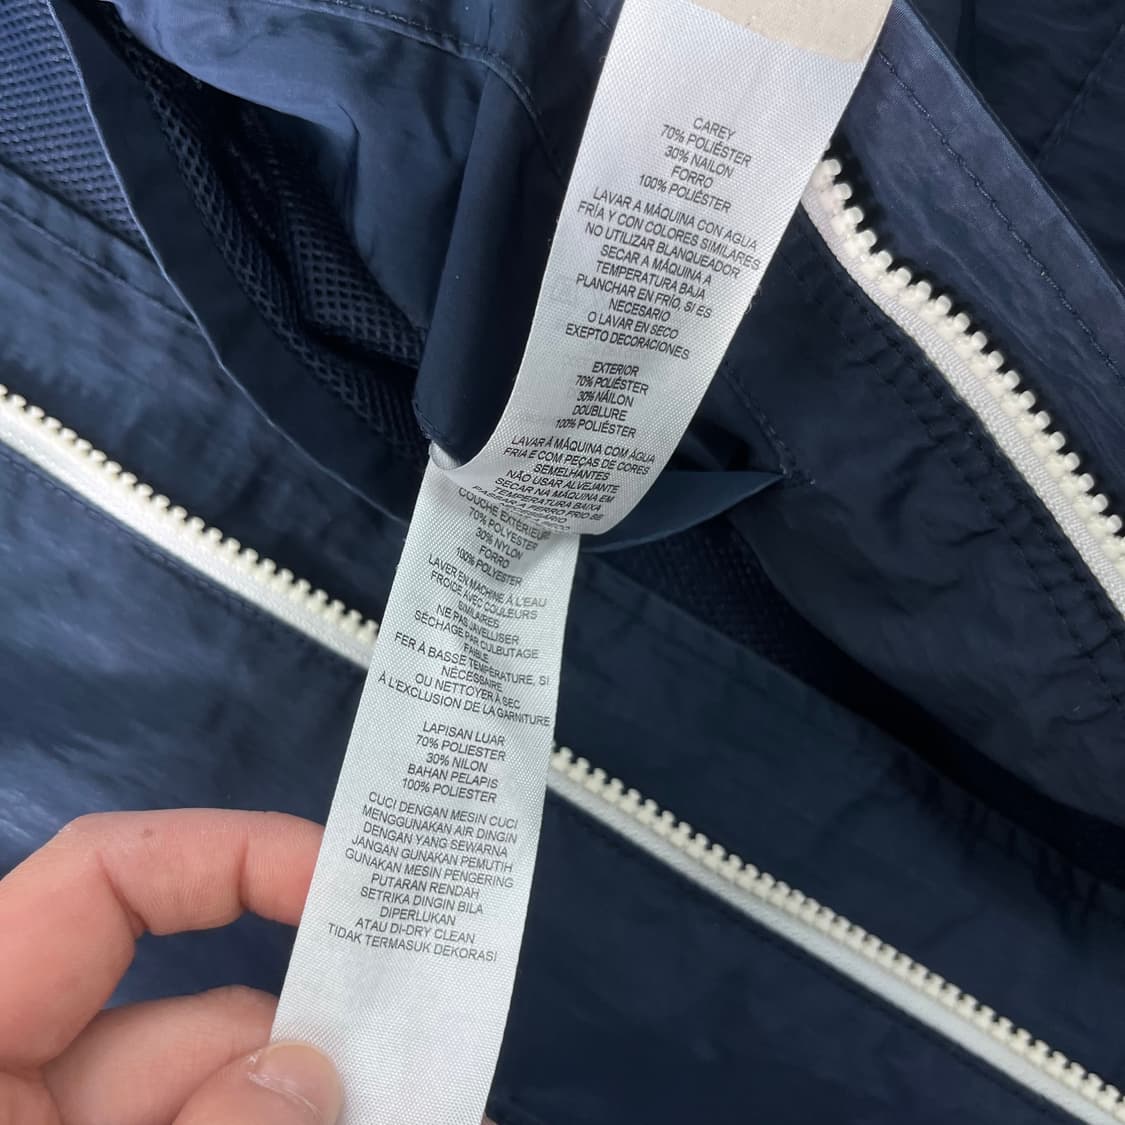 CAREY
70% POLIÉSTER
30% NAILON
FORRO
100% POLIÉSTER
LAVAR A MÁQUINA CON AGUA
FRÍA Y CON COLORES SIMILARES
NO UTILIZAR BLANQUEADOR
SECAR A MÁQUINA A
TEMPERATURA BAJA
PLANCHAR EN FRÍO, SI ES
NECESARIO
O LAVAR EN SECO
EXEPTO DECORACIONES
EXTERIOR
70% POLIÉSTER
30% NÁILON
DOUBLURE
100% POLIÉSTER
LAVAR À MÁQUINA COM ÁGUA
FRIA E COM PEÇAS DE CORES
SEMELHANTES
NÃO USAR ALVEJANTE
SECAR NA MÁQUINA EM
TEMPERATURA BAIXA
PASSAR A FERRO FRIO SE
COUCHE EXTÉRIEUR
70% POLYESTER
30% NYLON
FORRO
100% POLYESTER
LAVER EN MACHINE À L'EAU
FROIDE AVEC COULEURS
SIMILAIRES
NE PAS JAVELLISER
SÉCHAGE PAR CULBUTAGE
FAIBLE
FER À BASSE TEMPÉRATURE, SI
NÉCESSAIRE
OU NETTOYER À SEC
À L'EXCLUSION DE LA GARNITURE
LAPISAN LUAR
70% POLIESTER
30% NILON
BAHAN PELAPIS
100% POLIESTER
CUCI DENGAN MESIN CUCI
MENGGUNAKAN AIR DINGIN
DENGAN YANG SEWARNA
JANGAN GUNAKAN PEMUTIH
GUNAKAN MESIN PENGERING
PUTARAN RENDAH
SETRIKA DINGIN BILA
DIPERLUKAN
ATAU DI-DRY CLEAN
TIDAK TERMASUK DEKORASI